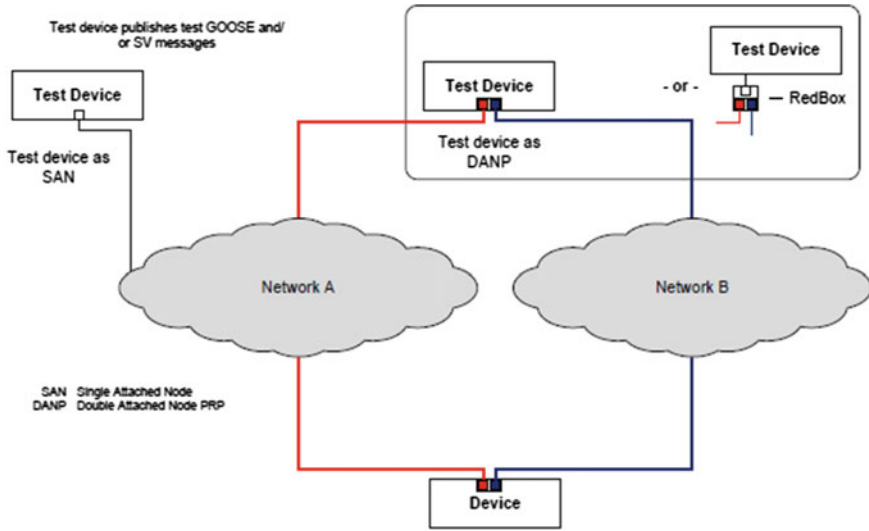 Test device publishes test GOOSE and/
or SV messages
Test Device
Test device as
SAN
Test Device
Test device as
DANP
- or -
Test Device
RedBox
Network A
Network B
SAN Single Attached Node
DANP Double Attached Node PRP
Device